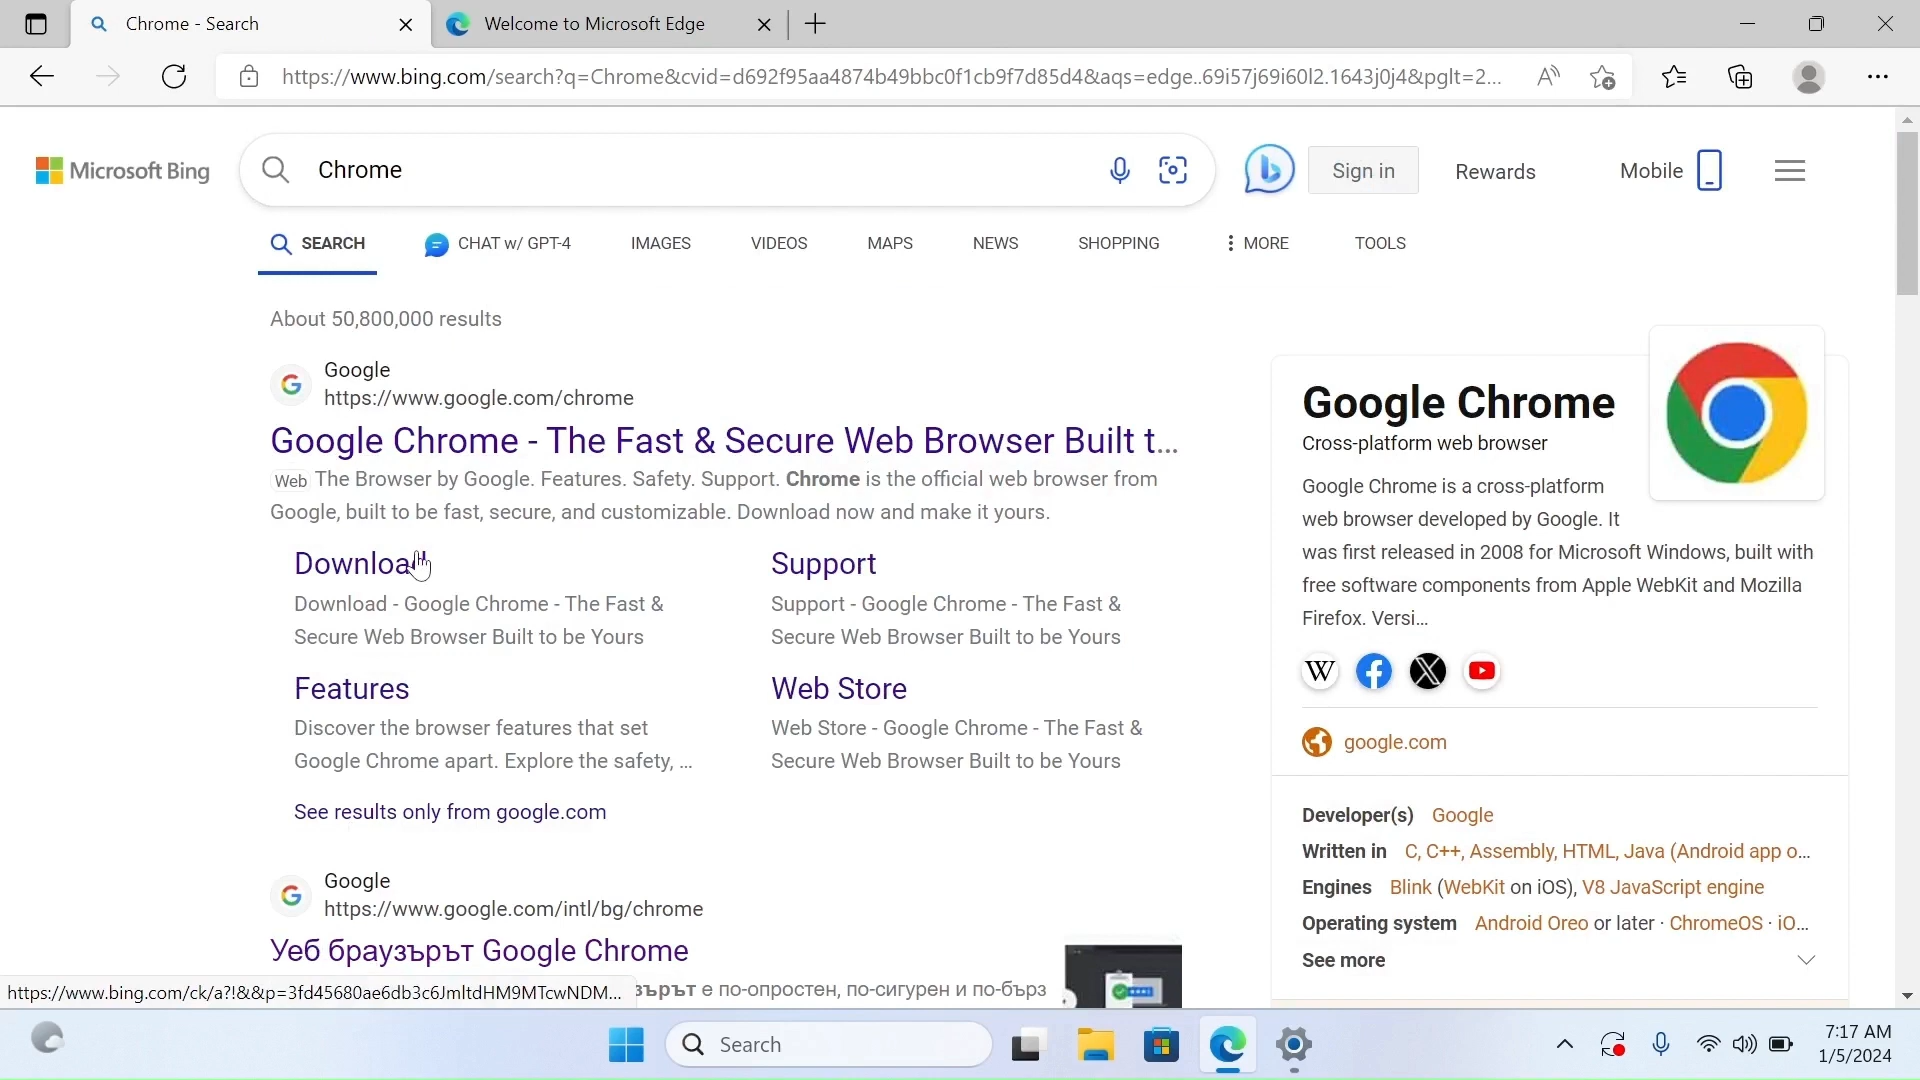 Chrome - Search
Welcome to Microsoft Edge
https://www.bing.com/search?q=Chrome&cvid=d692f95aa4874b49bbc0f1cb9f7d85d4&aqs=edge..69i57j69i60l2.1643j0j4&pglt=2...
Microsoft Bing
Chrome
Sign in
Rewards
Mobile
SEARCH
CHAT w/ GPT-4
IMAGES
VIDEOS
MAPS
NEWS
SHOPPING
MORE
TOOLS
About 50,800,000 results
Google
https://www.google.com/chrome
Google Chrome - The Fast & Secure Web Browser Built t...
Web The Browser by Google. Features. Safety. Support. Chrome is the official web browser from
Google, built to be fast, secure, and customizable. Download now and make it yours.
Download
Download - Google Chrome - The Fast &
Secure Web Browser Built to be Yours
Support
Support - Google Chrome - The Fast &
Secure Web Browser Built to be Yours
Features
Discover the browser features that set
Google Chrome apart. Explore the safety, ...
Web Store
Web Store - Google Chrome - The Fast &
Secure Web Browser Built to be Yours
See results only from google.com
Google
https://www.google.com/intl/bg/chrome
Уеб браузърът Google Chrome
е по-опростен, по-сигурен и по-бърз
https://www.bing.com/ck/a?!&&p=3fd45680ae6db3c6JmltdHM9MTcwNDM...
Google Chrome
Cross-platform web browser
Google Chrome is a cross-platform
web browser developed by Google. It
was first released in 2008 for Microsoft Windows, built with
free software components from Apple WebKit and Mozilla
Firefox. Versi...
W
google.com
Developer(s) Google
Written in C, C++, Assembly, HTML, Java (Android app o...
Engines Blink (WebKit on iOS), V8 JavaScript engine
Operating system Android Oreo or later · ChromeOS · iO...
See more
Search
7:17 AM
1/5/2024